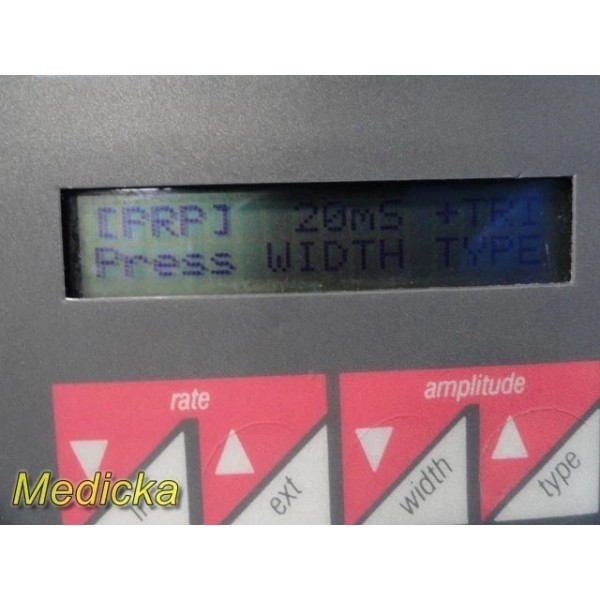 [PRP] 20mS +TRI
Press WIDTH TYPE
rate amplitude
ext width type
Medicka